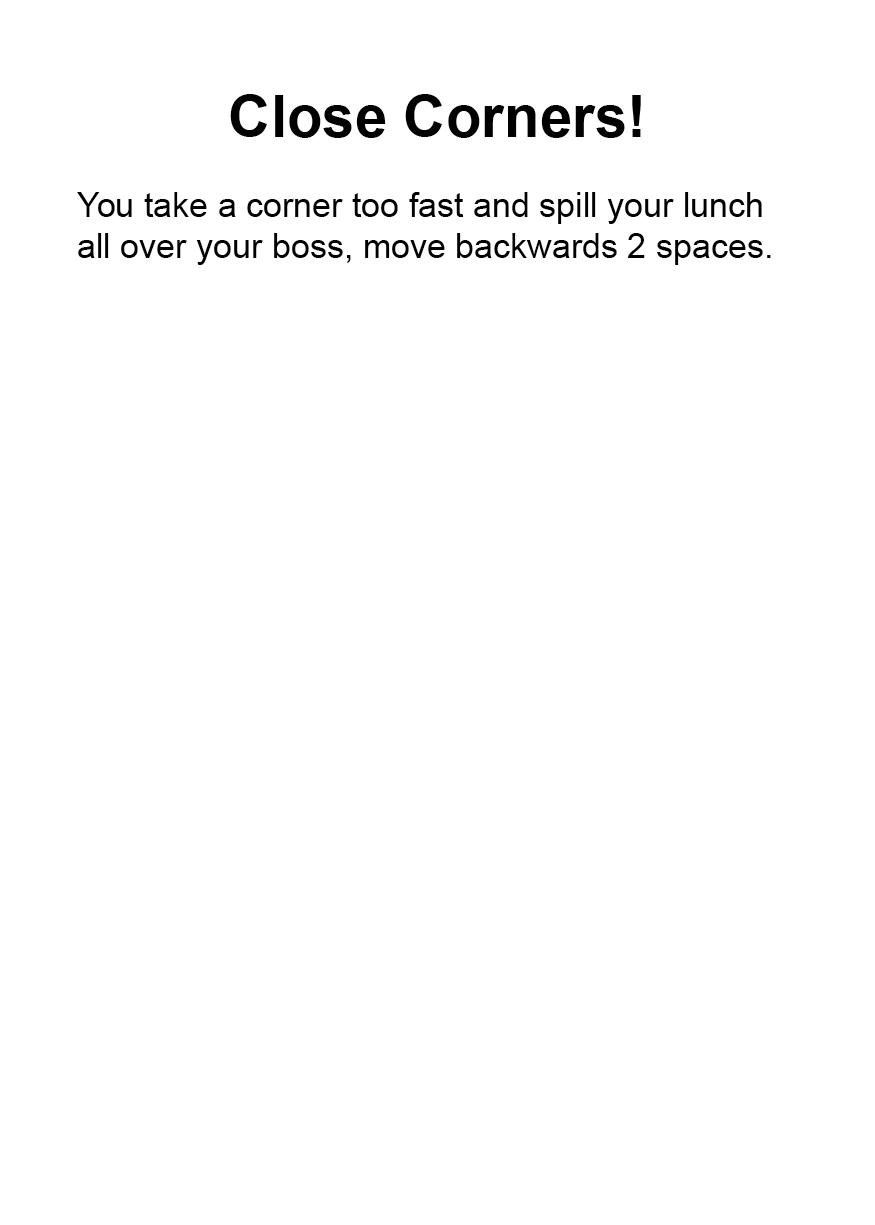 Close Corners!
You take a corner too fast and spill your lunch
all over your boss, move backwards 2 spaces.